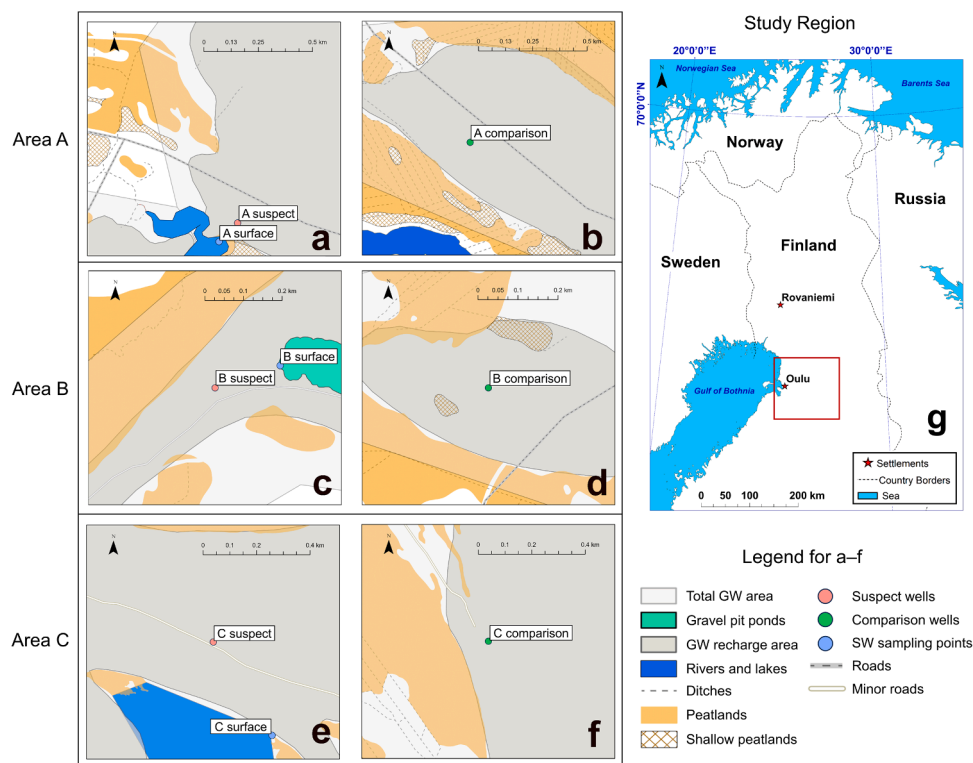 Area A
N
0 0.13 0.25 0.5 km
A suspect
A surface
a
N
0 0.13 0.25 0.5 km
A comparison
b
Area B
N
0 0.05 0.1 0.2 km
B surface
B suspect
c
N
0 0.05 0.1 0.2 km
B comparison
d
Area C
N
0 0.1 0.2 0.4 km
C suspect
C surface
e
N
0 0.1 0.2 0.4 km
C comparison
f
Study Region
20°0'0"E 30°0'0"E
70°0'0"N
N
Norwegian Sea
Barents Sea
Norway
Russia
Finland
Sweden
Rovaniemi
Oulu
Gulf of Bothnia
g
0 50 100 200 km
Settlements
Country Borders
Sea
Legend for a–f
Total GW area
Gravel pit ponds
GW recharge area
Rivers and lakes
Ditches
Peatlands
Shallow peatlands
Suspect wells
Comparison wells
SW sampling points
Roads
Minor roads